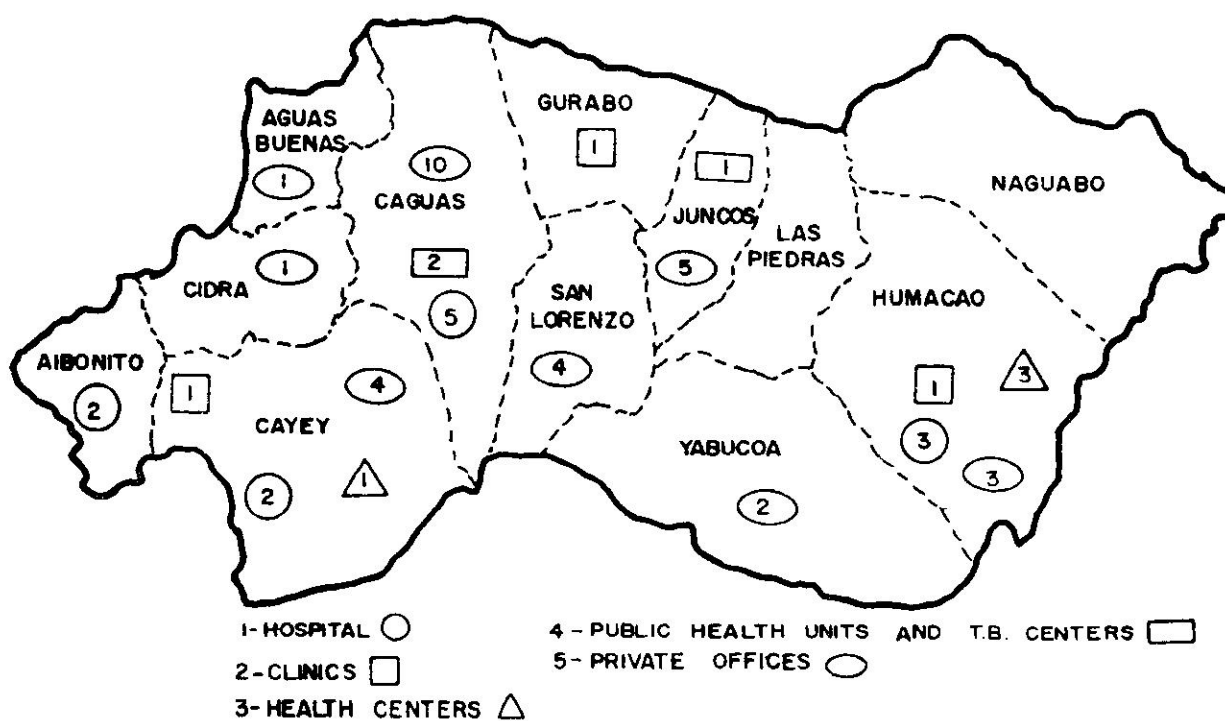 AGUAS
BUENAS
1
CAGUAS
10
2
5
GURABO
1
JUNCOS
1
5
LAS
PIEDRAS
NAGUABO
CIDRA
1
SAN
LORENZO
4
HUMACAO
1
3
3
3
AIBONITO
2
CAYEY
1
4
2
1
YABUCOA
2
1-HOSPITAL
2-CLINICS
3-HEALTH CENTERS
4-PUBLIC HEALTH UNITS AND T.B. CENTERS
5-PRIVATE OFFICES